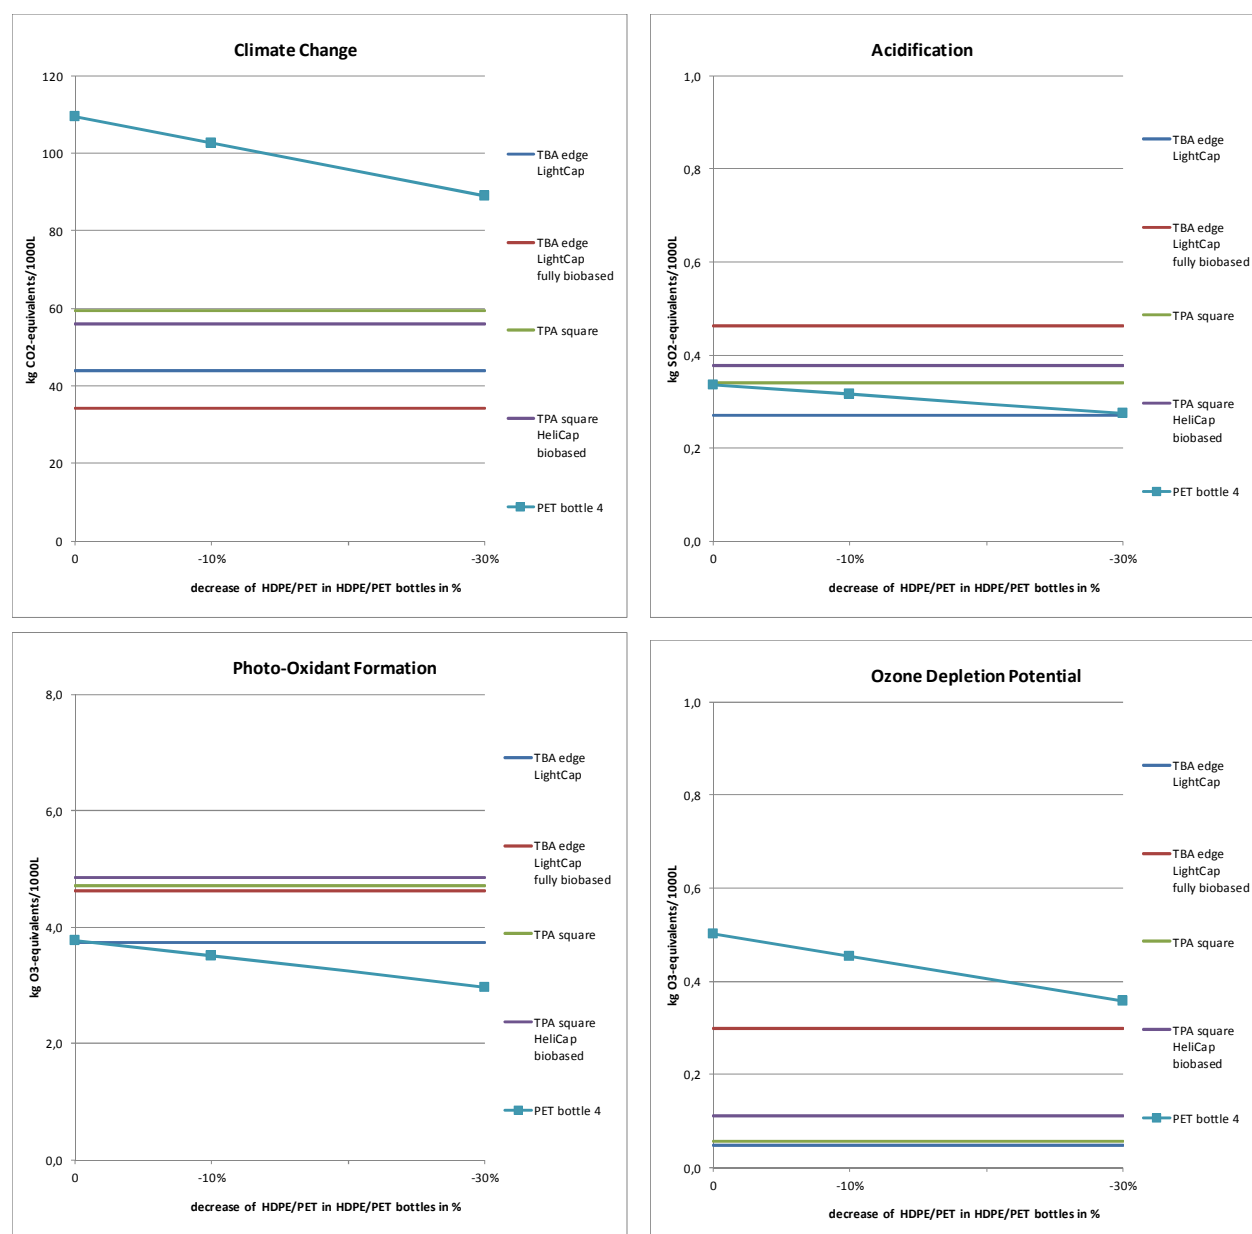 Climate Change
120
100
80
60
40
20
0
kg CO2-equivalents/1000L
0
-10%
-30%
decrease of HDPE/PET in HDPE/PET bottles in %
TBA edge
LightCap
TBA edge
LightCap
fully biobased
TPA square
TPA square
HeliCap
biobased
PET bottle 4
Acidification
1,0
0,8
0,6
0,4
0,2
0,0
kg SO2-equivalents/1000L
0
-10%
-30%
decrease of HDPE/PET in HDPE/PET bottles in %
TBA edge
LightCap
TBA edge
LightCap
fully biobased
TPA square
TPA square
HeliCap
biobased
PET bottle 4
Photo-Oxidant Formation
8,0
6,0
4,0
2,0
0,0
kg O3-equivalents/1000L
0
-10%
-30%
decrease of HDPE/PET in HDPE/PET bottles in %
TBA edge
LightCap
TBA edge
LightCap
fully biobased
TPA square
TPA square
HeliCap
biobased
PET bottle 4
Ozone Depletion Potential
1,0
0,8
0,6
0,4
0,2
0,0
kg O3-equivalents/1000L
0
-10%
-30%
decrease of HDPE/PET in HDPE/PET bottles in %
TBA edge
LightCap
TBA edge
LightCap
fully biobased
TPA square
TPA square
HeliCap
biobased
PET bottle 4